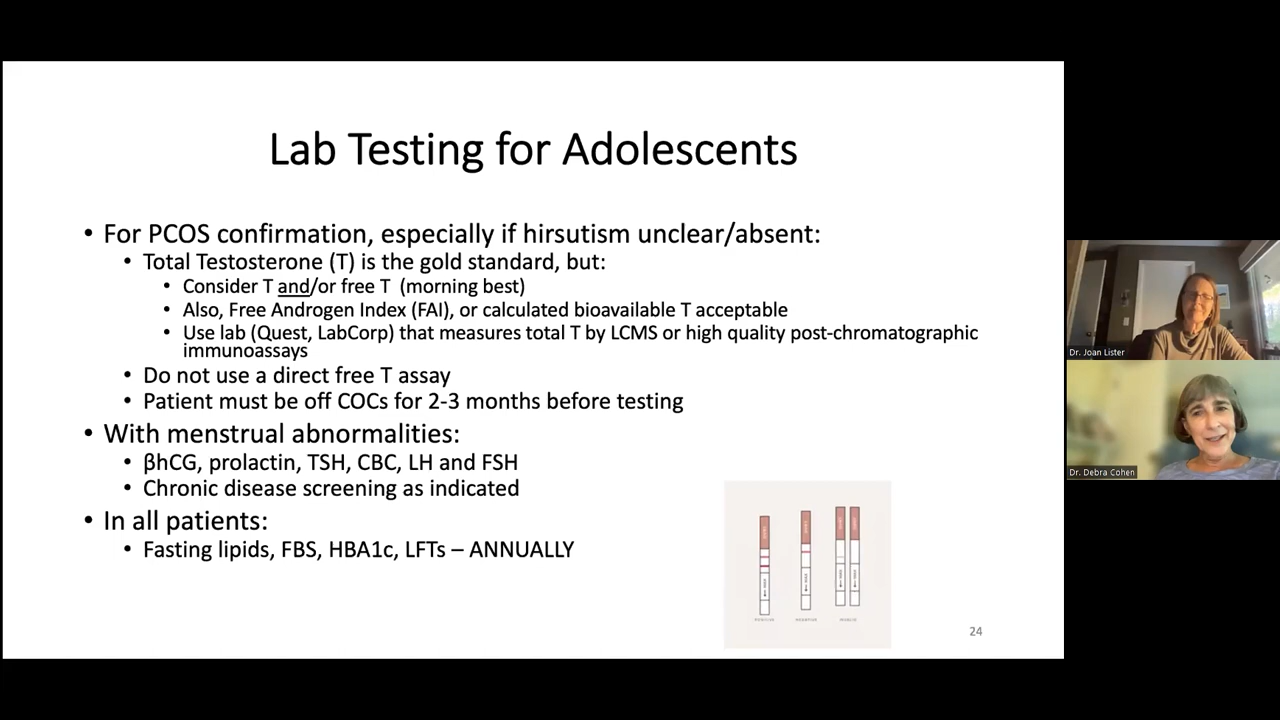 Lab Testing for Adolescents
• For PCOS confirmation, especially if hirsutism unclear/absent:
• Total Testosterone (T) is the gold standard, but:
• Consider T and/or free T (morning best)
• Also, Free Androgen Index (FAI), or calculated bioavailable T acceptable
• Use lab (Quest, LabCorp) that measures total T by LCMS or high quality post-chromatographic
immunoassays
• Do not use a direct free T assay
• Patient must be off COCs for 2-3 months before testing
• With menstrual abnormalities:
• βhCG, prolactin, TSH, CBC, LH and FSH
• Chronic disease screening as indicated
• In all patients:
• Fasting lipids, FBS, HBA1c, LFTs – ANNUALLY
24
Dr. Joan Lister
Dr. Debra Cohen